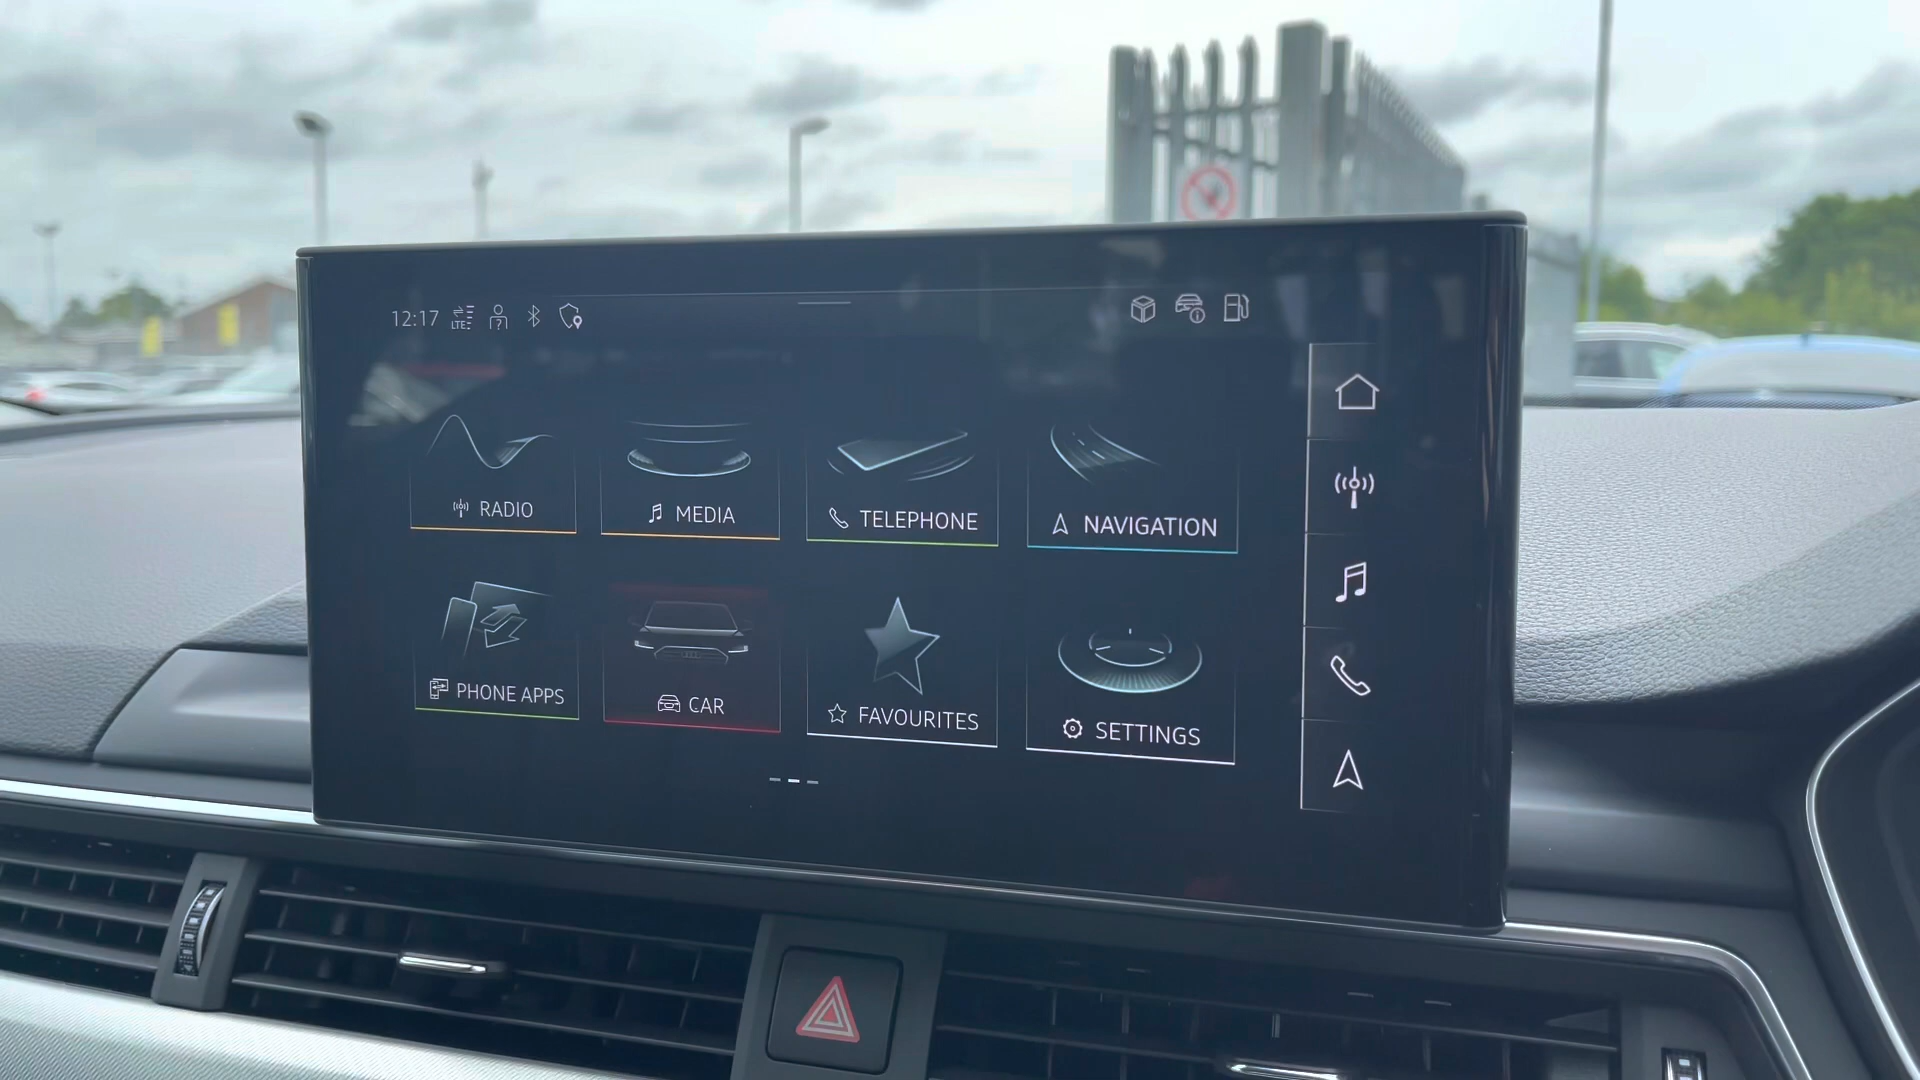 12:17 LTE
RADIO
MEDIA
TELEPHONE
NAVIGATION
PHONE APPS
CAR
FAVOURITES
SETTINGS